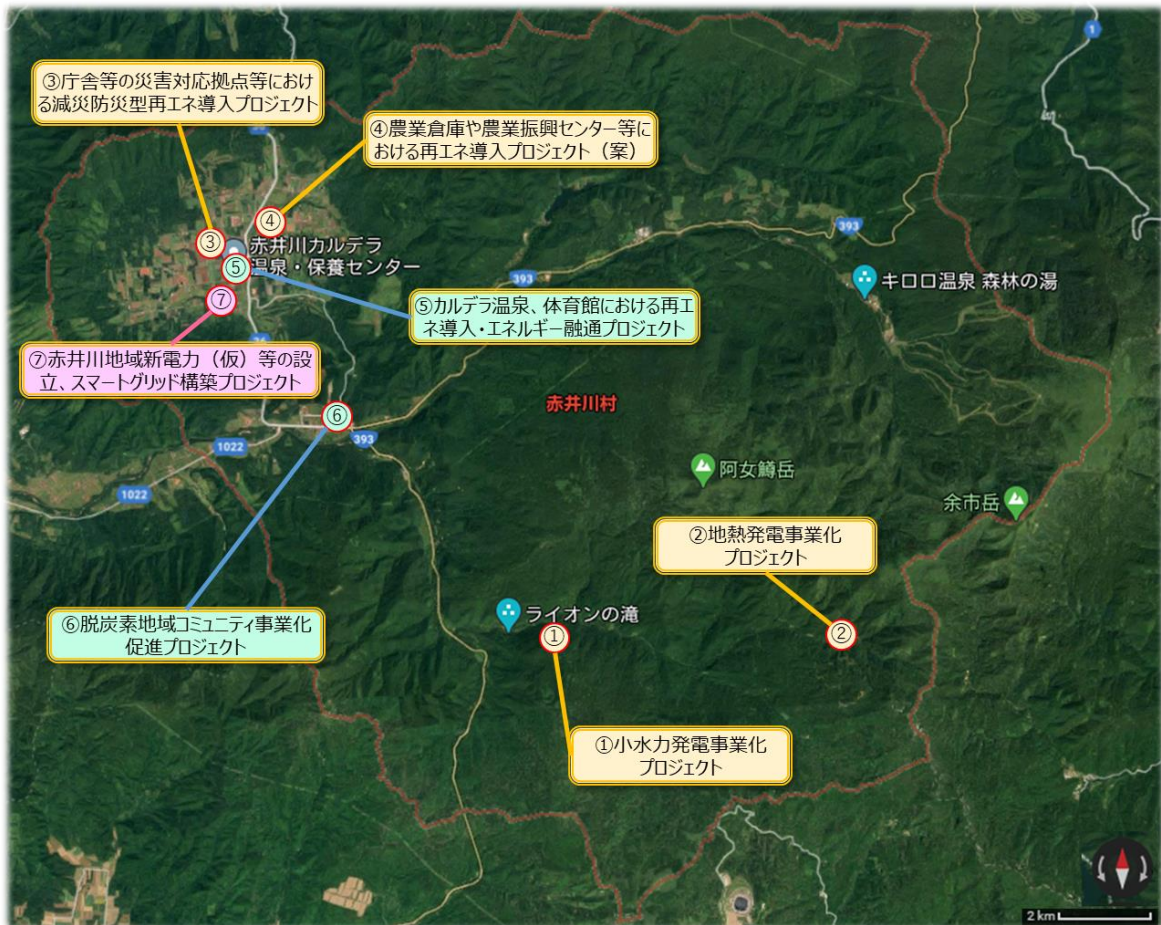 1
③庁舎等の災害対応拠点等におけ
る減災防災型再エネ導入プロジェクト
④農業倉庫や農業振興センター等に
おける再エネ導入プロジェクト（案）
④
③
赤井川カルデラ
温泉・保養センター
⑤
⑦
393
393
キロロ温泉 森林の湯
⑤カルデラ温泉、体育館における再エ
ネ導入・エネルギー融通プロジェクト
⑦赤井川地域新電力（仮）等の設
立、スマートグリッド構築プロジェクト
赤井川村
⑥
393
1022
1022
阿女鱒岳
余市岳
②地熱発電事業化
プロジェクト
⑥脱炭素地域コミュニティ事業化
促進プロジェクト
ライオンの滝
①
②
①小水力発電事業化
プロジェクト
2 km